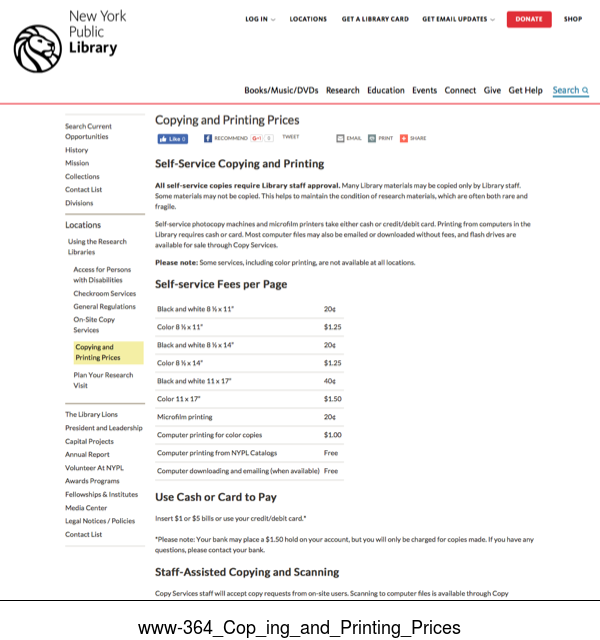 New York
Public
Library
LOG IN
LOCATIONS
GET A LIBRARY CARD
GET EMAIL UPDATES
DONATE
SHOP
Books/Music/DVDs Research Education Events Connect Give Get Help Search
Search Current
Opportunities
History
Mission
Collections
Contact List
Divisions
Locations
Using the Research
Libraries
Access for Persons
with Disabilities
Checkroom Services
General Regulations
On-Site Copy
Services
Copying and
Printing Prices
Plan Your Research
Visit
The Library Lions
President and Leadership
Capital Projects
Annual Report
Volunteer At NYPL
Awards Programs
Fellowships & Institutes
Media Center
Legal Notices / Policies
Contact List
Copying and Printing Prices
Like 0 RECOMMEND G+1 0 TWEET EMAIL PRINT SHARE
Self-Service Copying and Printing
All self-service copies require Library staff approval. Many Library materials may be copied only by Library staff.
Some materials may not be copied. This helps to maintain the condition of research materials, which are often both rare and
fragile.
Self-service photocopy machines and microfilm printers take either cash or credit/debit card. Printing from computers in the
Library requires cash or card. Most computer files may also be emailed or downloaded without fees, and flash drives are
available for sale through Copy Services.
Please note: Some services, including color printing, are not available at all locations.
Self-service Fees per Page
Black and white 8 ½ x 11" 20¢
Color 8 ½ x 11" $1.25
Black and white 8 ½ x 14" 20¢
Color 8 ½ x 14" $1.25
Black and white 11 x 17" 40¢
Color 11 x 17" $1.50
Microfilm printing 20¢
Computer printing for color copies $1.00
Computer printing from NYPL Catalogs Free
Computer downloading and emailing (when available) Free
Use Cash or Card to Pay
Insert $1 or $5 bills or use your credit/debit card.*
*Please note: Your bank may place a $1.50 hold on your account, but you will only be charged for copies made. If you have any
questions, please contact your bank.
Staff-Assisted Copying and Scanning
Copy Services staff will accept copy requests from on-site users. Scanning to computer files is available through Copy
www-364_Cop_ing_and_Printing_Prices